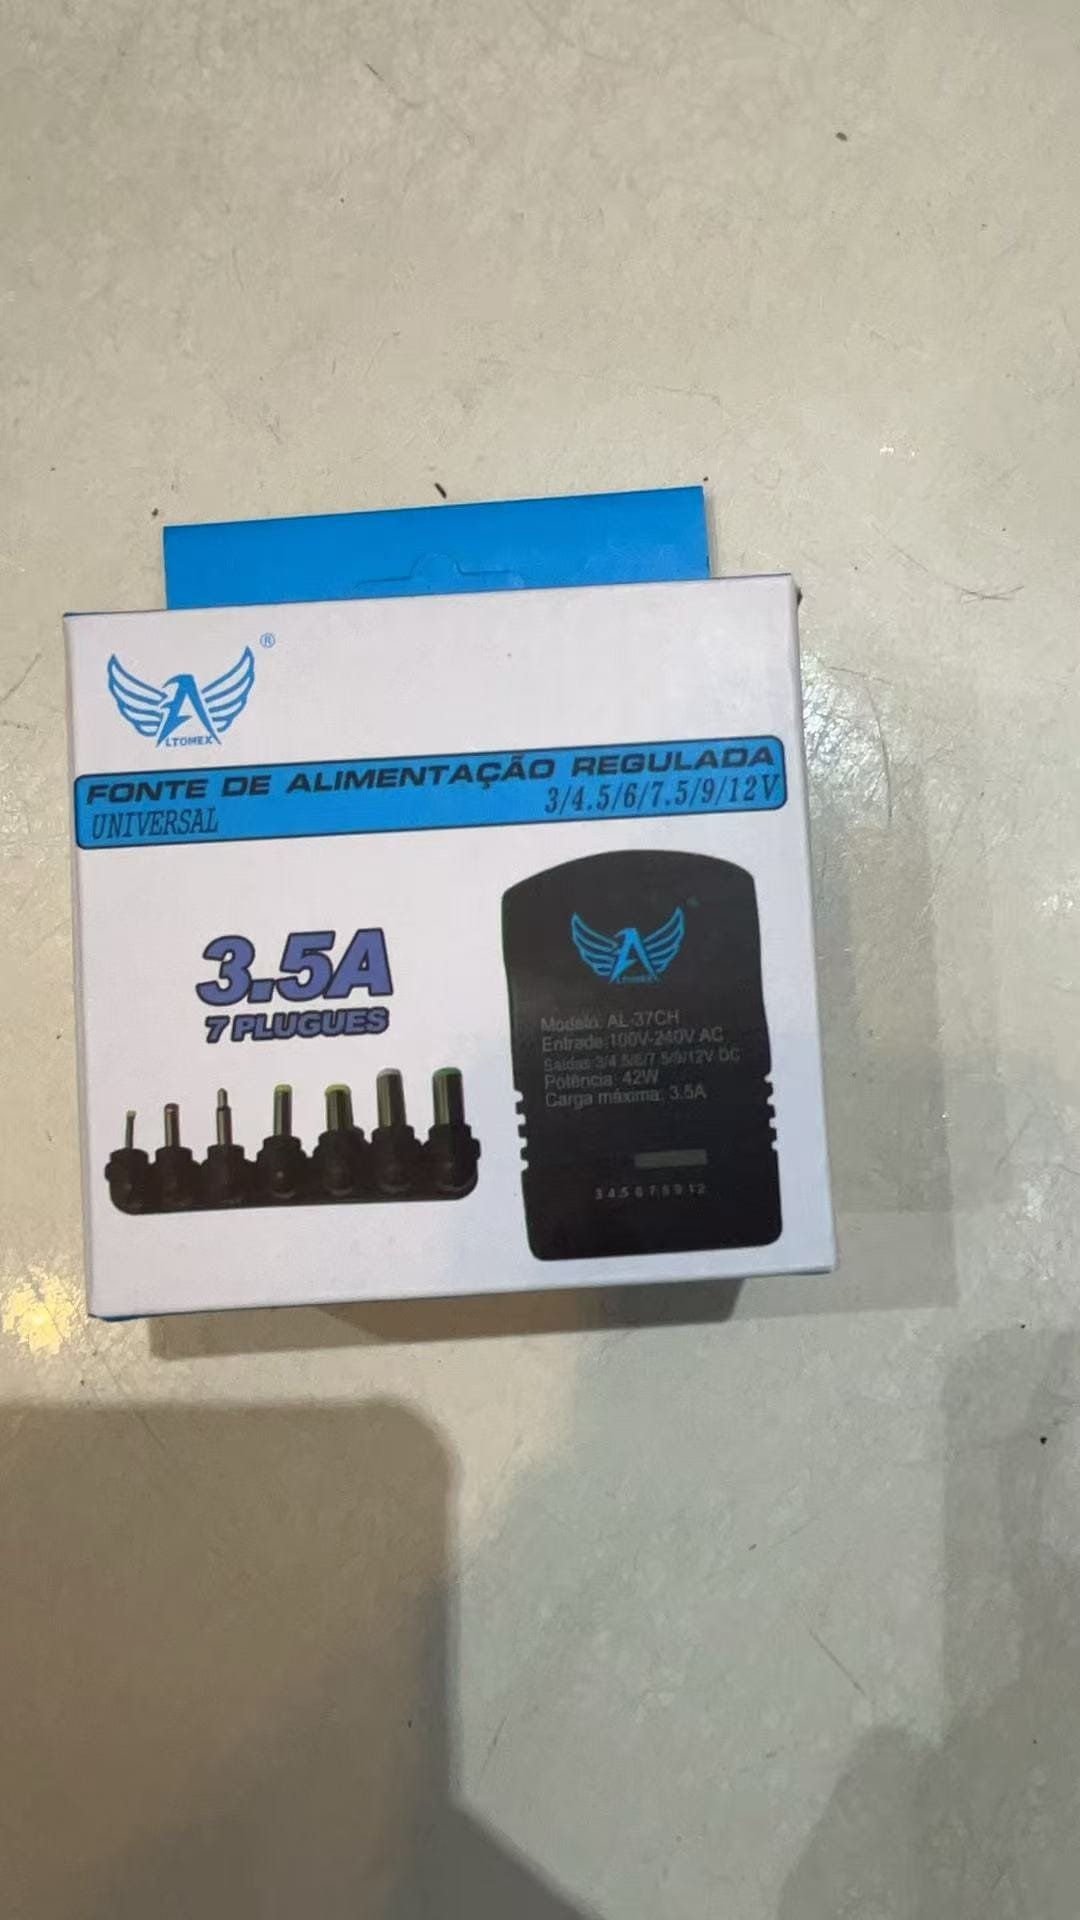 ®
ALTOMEX
FONTE DE ALIMENTAÇÃO REGULADA
UNIVERSAL 3/4.5/6/7.5/9/12V
3.5A
7 PLUGUES
ALTOMEX
Modelo: AL-37CH
Entrada:100V-240V AC
Saídas:3/4.5/6/7.5/9/12V DC
Potência: 42W
Carga máxima: 3.5A
3 4.5 6 7.5 9 12